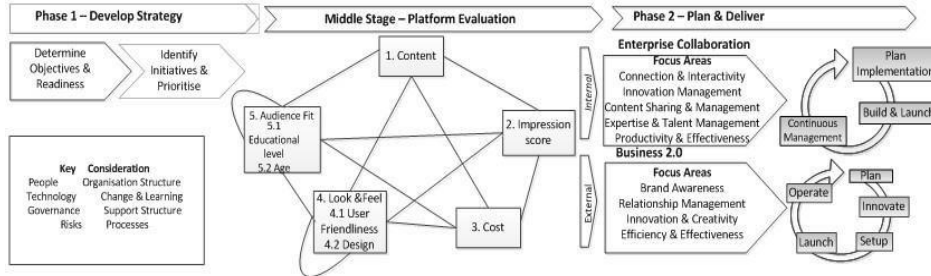 Phase 1 – Develop Strategy
Middle Stage – Platform Evaluation
Phase 2 – Plan & Deliver
Determine
Objectives &
Readiness
Identify
Initiatives &
Prioritise
Key Consideration
People Organisation Structure
Technology Change & Learning
Governance Support Structure
Risks Processes
1. Content
2. Impression
score
3. Cost
4. Look &Feel
4.1 User
Friendliness
4.2 Design
5. Audience Fit
5.1
Educational
level
5.2 Age
Internal
External
Enterprise Collaboration
Focus Areas
Connection & Interactivity
Innovation Management
Content Sharing & Management
Expertise & Talent Management
Productivity & Effectiveness
Business 2.0
Focus Areas
Brand Awareness
Relationship Management
Innovation & Creativity
Efficiency & Effectiveness
Plan
Implementation
Build & Launch
Continuous
Management
Plan
Innovate
Setup
Launch
Operate